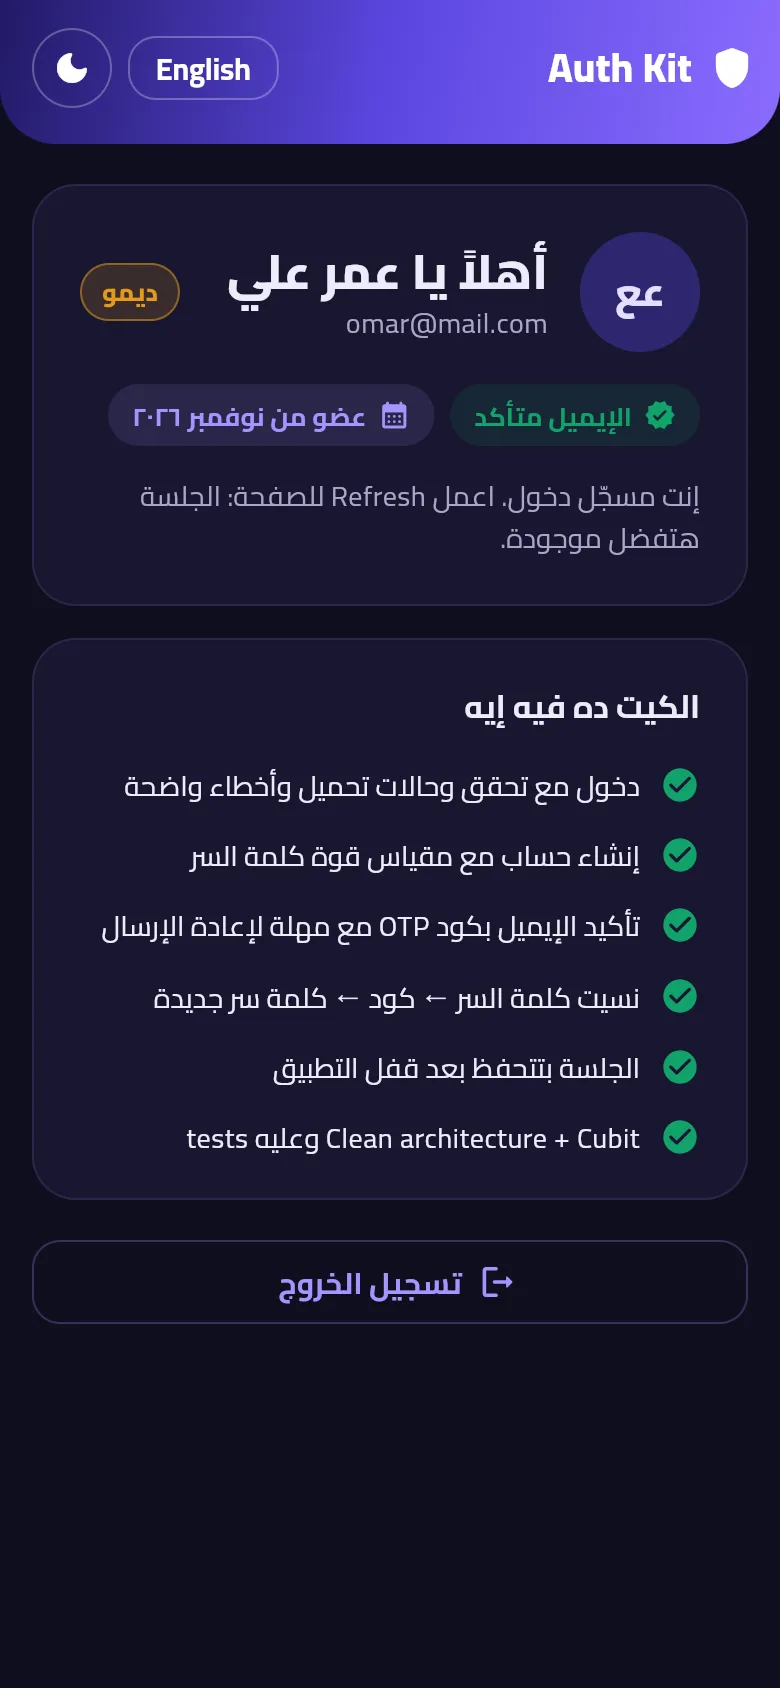 Auth Kit
English
عع
أهلاً يا عمر علي
omar@mail.com
ديمو
الإيميل متأكد
عضو من نوفمبر ٢٠٢٦
إنت مسجّل دخول. اعمل Refresh للصفحة: الجلسة
هتفضل موجودة.
الكيت ده فيه إيه
دخول مع تحقق وحالات تحميل وأخطاء واضحة
إنشاء حساب مع مقياس قوة كلمة السر
تأكيد الإيميل بكود OTP مع مهلة لإعادة الإرسال
نسيت كلمة السر ← كود ← كلمة سر جديدة
الجلسة بتتحفظ بعد قفل التطبيق
Clean architecture + Cubit وعليه tests
تسجيل الخروج